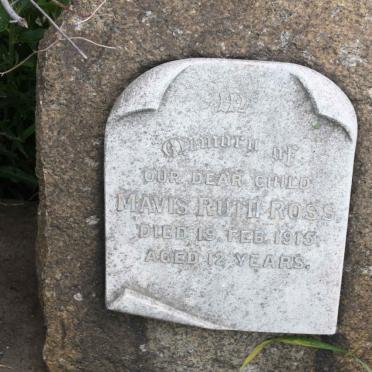 In
Memory of
OUR DEAR CHILD
MAVIS RUTH ROSS
DIED 19. FEB. 1915.
AGED 12 YEARS.